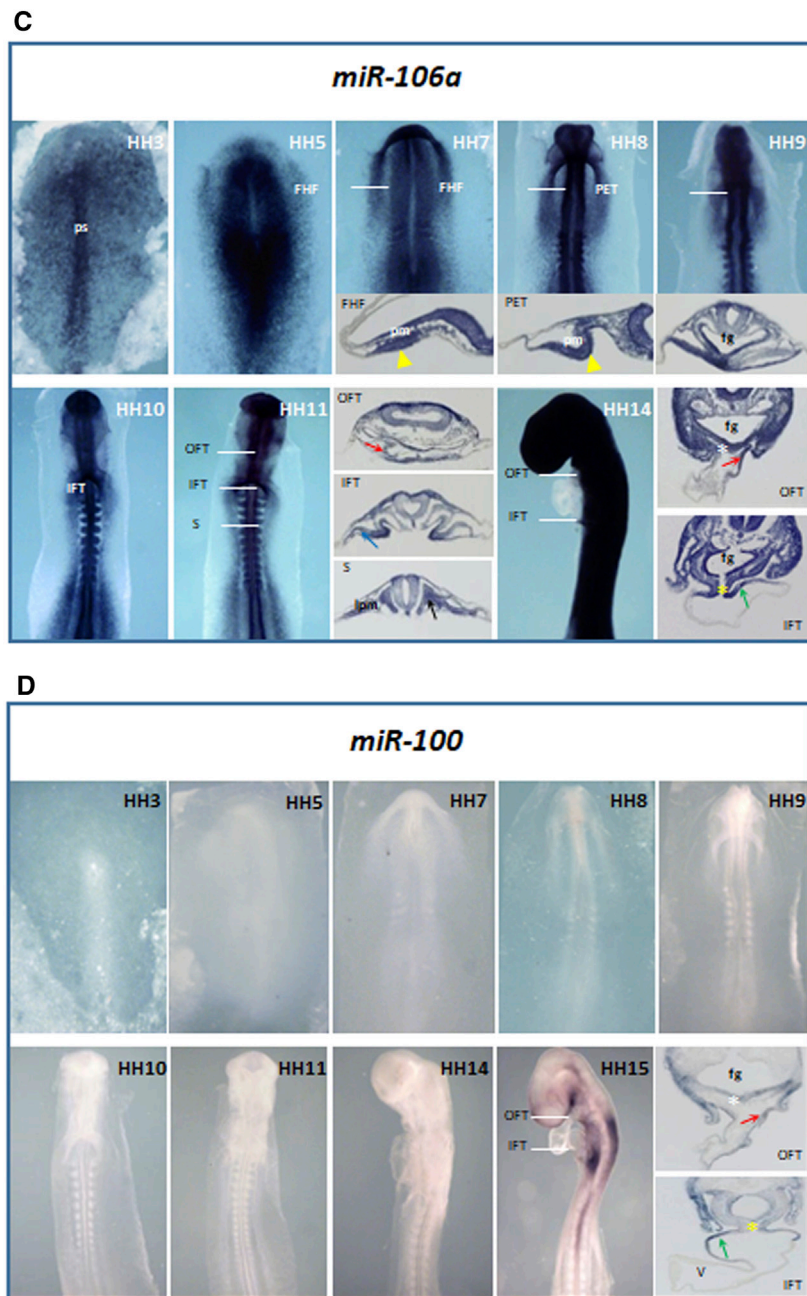 C
miR-106a
HH3
HH5
HH7
HH8
HH9
ps
FHF
FHF
PET
FHF
pm
PET
pm
fg
HH10
HH11
OFT
HH14
fg
OFT
IFT
IFT
S
OFT
IFT
IFT
OFT
S
lpm
fg
IFT
D
miR-100
HH3
HH5
HH7
HH8
HH9
HH10
HH11
HH14
HH15
fg
OFT
IFT
OFT
V
IFT